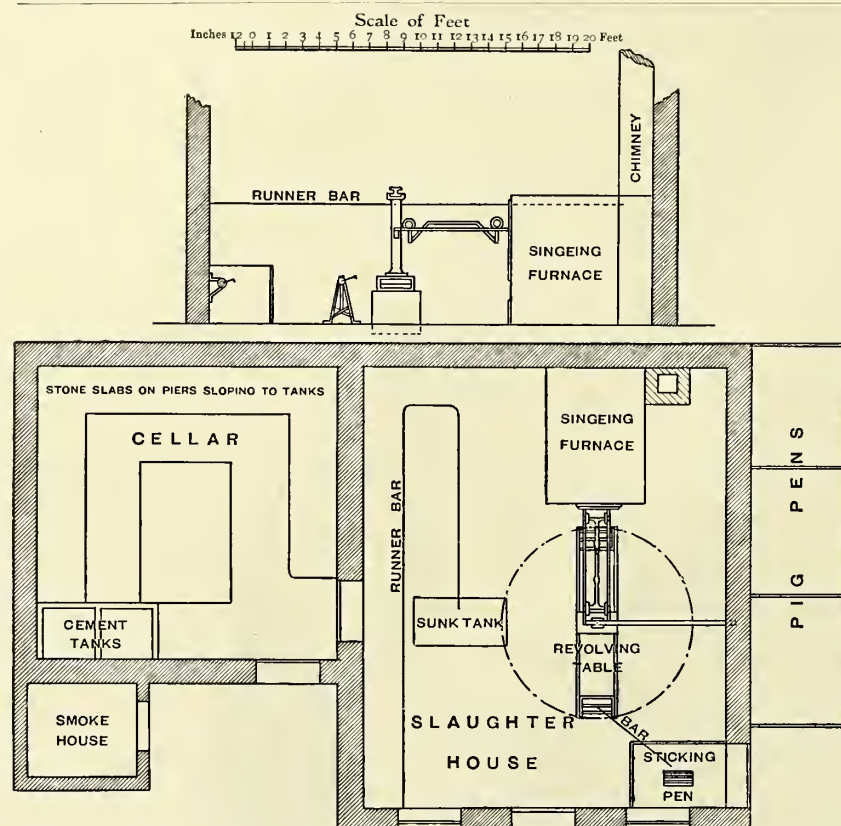 Scale of Feet
Inches 12 0 1 2 3 4 5 6 7 8 9 10 11 12 13 14 15 16 17 18 19 20 Feet
CHIMNEY
RUNNER BAR
SINGEING
FURNACE
STONE SLABS ON PIERS SLOPING TO TANKS
CELLAR
SINGEING
FURNACE
PIG PENS
RUNNER BAR
CEMENT
TANKS
SUNK TANK
REVOLVING
TABLE
SMOKE
HOUSE
SLAUGHTER
HOUSE
BAR
STICKING
PEN